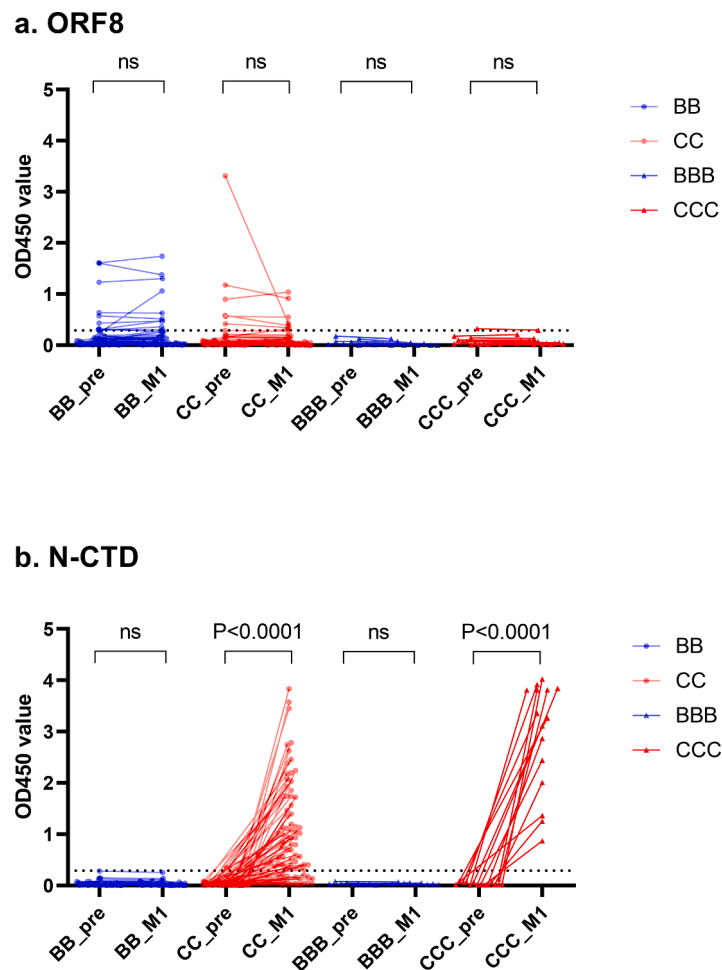 a. ORF8
ns ns ns ns
5
4
3
2
1
0
OD450 value
BB_pre BB_M1 CC_pre CC_M1 BBB_pre BBB_M1 CCC_pre CCC_M1
BB
CC
BBB
CCC
b. N-CTD
ns P<0.0001 ns P<0.0001
5
4
3
2
1
0
OD450 value
BB_pre BB_M1 CC_pre CC_M1 BBB_pre BBB_M1 CCC_pre CCC_M1
BB
CC
BBB
CCC